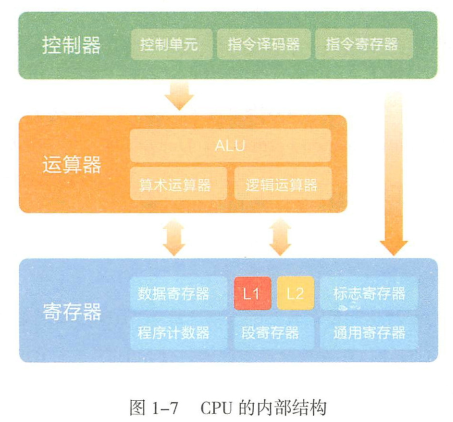 控制器
控制单元 指令译码器 指令寄存器
ALU
运算器
算术运算器 逻辑运算器
数据寄存器 L1 L2 标志寄存器
寄存器
程序计数器 段寄存器 通用寄存器
图 1-7 CPU 的内部结构